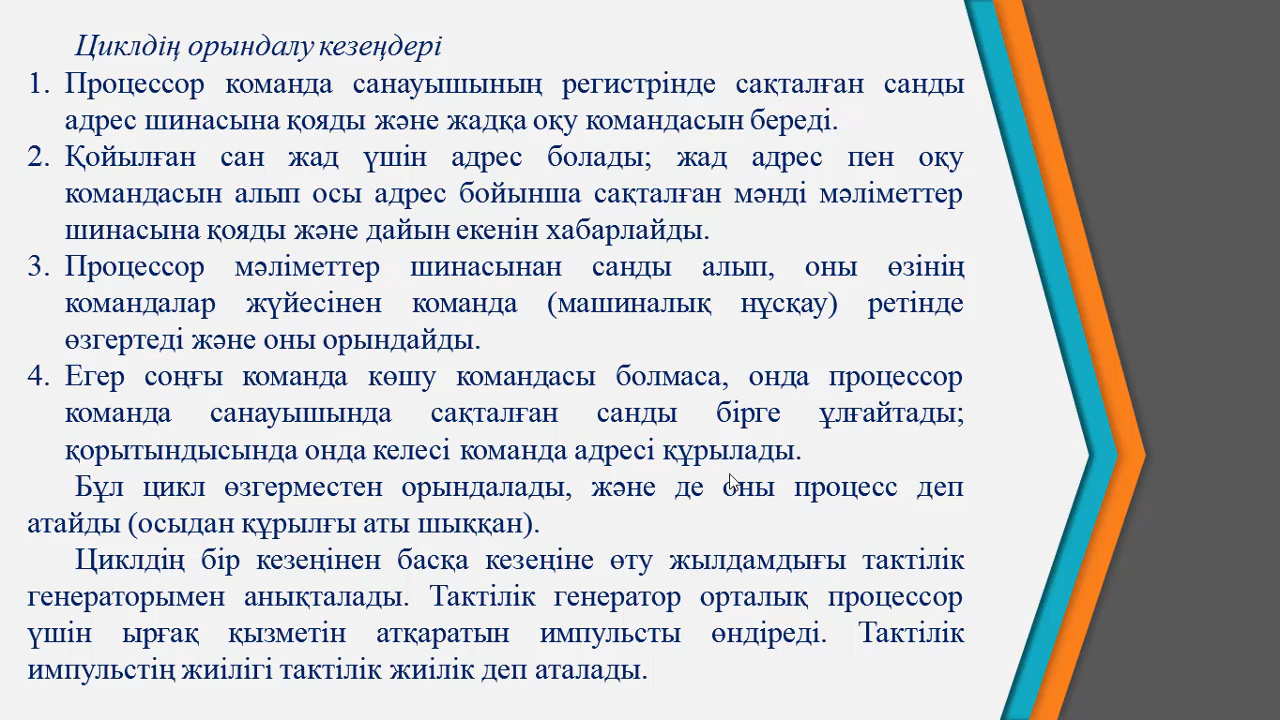 Циклдің орындалу кезеңдері
1. Процессор команда санауышының регистрінде сақталған санды
адрес шинасына қояды және жадқа оқу командасын береді.
2. Қойылған сан жад үшін адрес болады; жад адрес пен оқу
командасын алып осы адрес бойынша сақталған мәнді мәліметтер
шинасына қояды және дайын екенін хабарлайды.
3. Процессор мәліметтер шинасынан санды алып, оны өзінің
командалар жүйесінен команда (машиналық нұсқау) ретінде
өзгертеді және оны орындайды.
4. Егер соңғы команда көшу командасы болмаса, онда процессор
команда санауышында сақталған санды бірге ұлғайтады;
қорытындысында онда келесі команда адресі құрылады.
Бұл цикл өзгерместен орындалады, және де оны процесс деп
атайды (осыдан құрылғы аты шыққан).
Циклдің бір кезеңінен басқа кезеңіне өту жылдамдығы тактілік
генераторымен анықталады. Тактілік генератор орталық процессор
үшін ырғақ қызметін атқаратын импульсты өндіреді. Тактілік
импульстің жиілігі тактілік жиілік деп аталады.